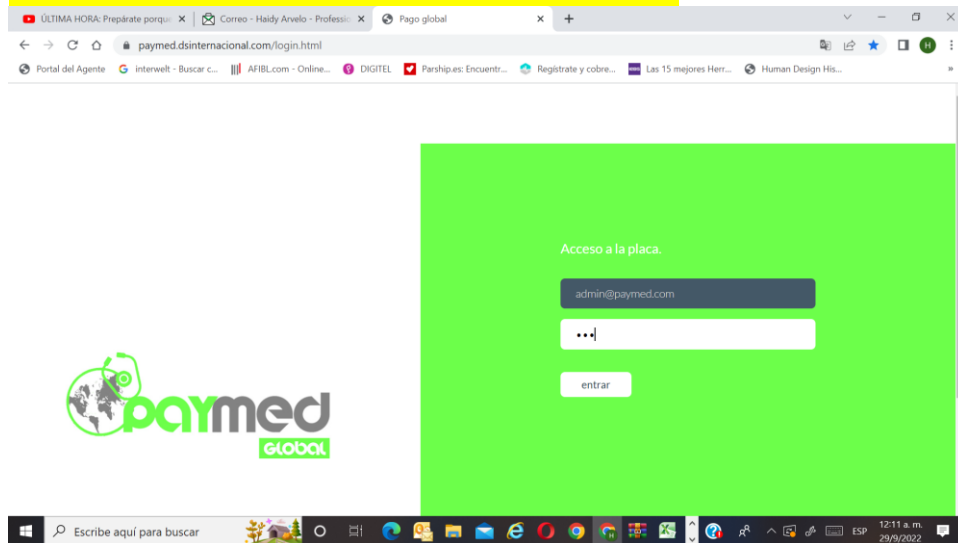 ÚLTIMA HORA: Prepárate porqu
Correo - Haidy Arvelo - Professio
Pago global
paymed.dsinternacional.com/login.html
Portal del Agente
interwelt - Buscar c...
AFIBL.com - Online...
DIGITEL
Parship.es: Encuentr...
Regístrate y cobre...
Las 15 mejores Herr...
Human Design His...
Acceso a la placa.
admin@paymed.com
•••
entrar
paymed
GLOBAL
Escribe aquí para buscar
ESP
12:11 a. m.
29/9/2022